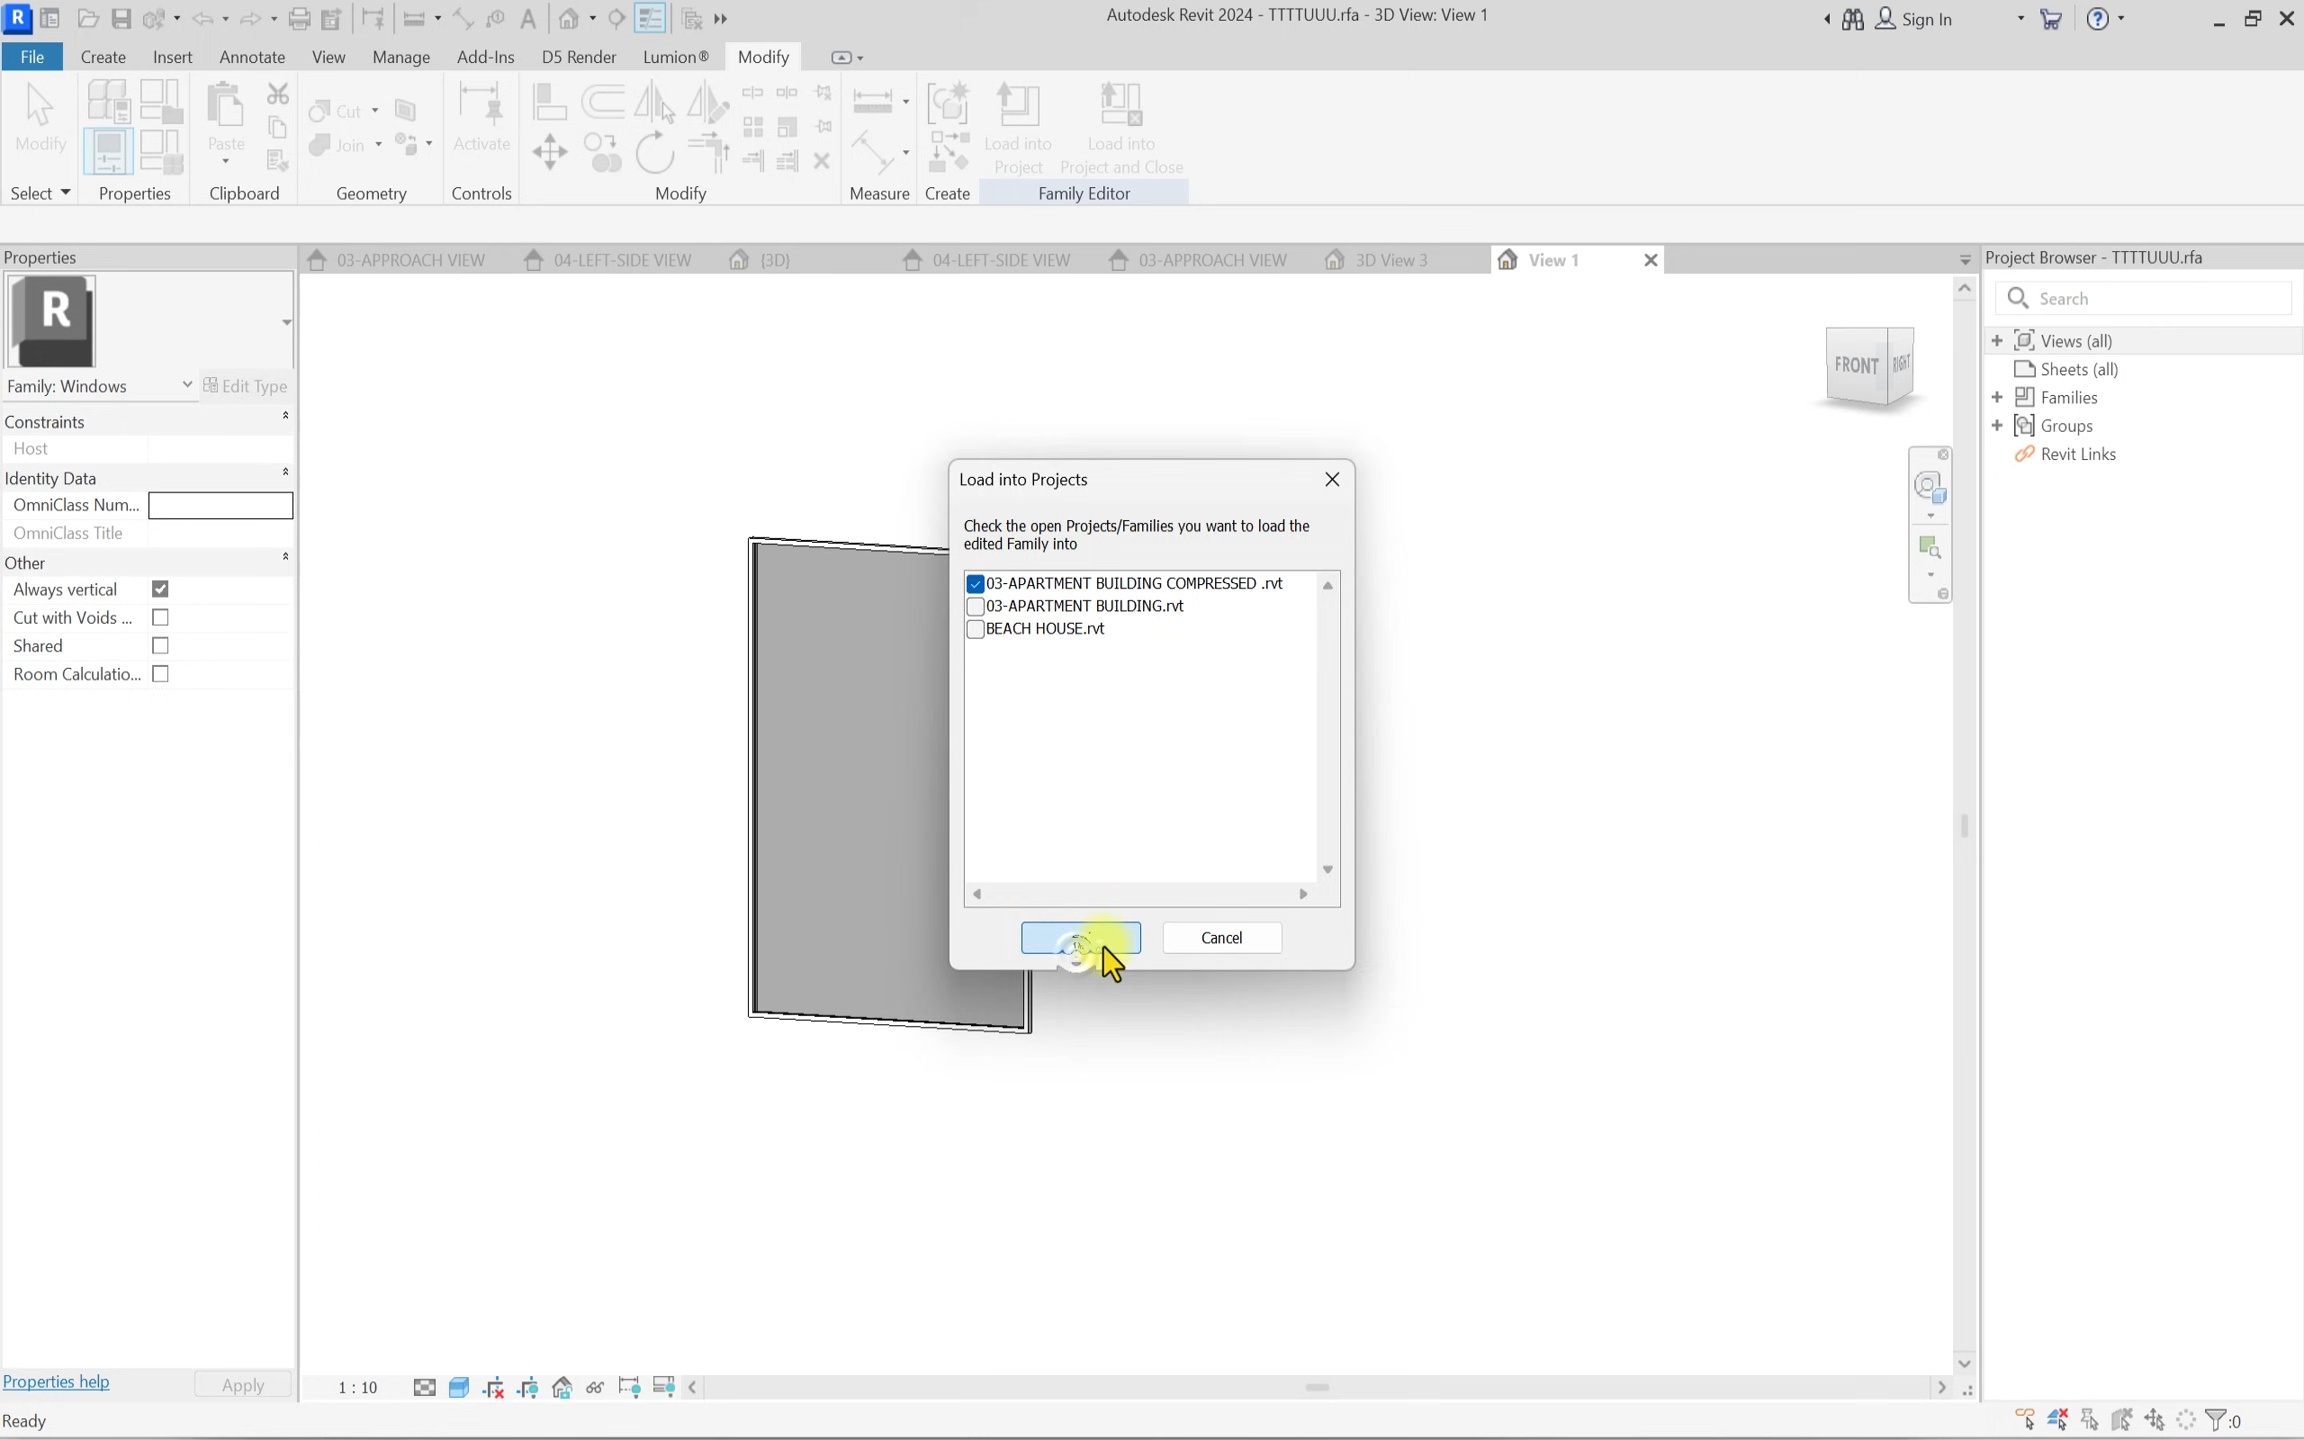 Autodesk Revit 2024 - TTTTUUU.rfa - 3D View: View 1
Sign In
File Create Insert Annotate View Manage Add-Ins D5 Render Lumion® Modify
Modify
Paste
Cut
Join
Activate
Load into
Project
Load into
Project and Close
Select Properties Clipboard Geometry Controls Modify Measure Create Family Editor
Properties
03-APPROACH VIEW 04-LEFT-SIDE VIEW {3D} 04-LEFT-SIDE VIEW 03-APPROACH VIEW 3D View 3 View 1
Project Browser - TTTTUUU.rfa
R
Family: Windows
Edit Type
Constraints
Host
Identity Data
OmniClass Num...
OmniClass Title
Other
Always vertical
Cut with Voids ...
Shared
Room Calculatio...
Properties help
Apply
FRONT
RIGHT
Load into Projects
Check the open Projects/Families you want to load the
edited Family into
03-APARTMENT BUILDING COMPRESSED .rvt
03-APARTMENT BUILDING.rvt
BEACH HOUSE.rvt
Cancel
Search
Views (all)
Sheets (all)
Families
Groups
Revit Links
1 : 10
Ready
:0